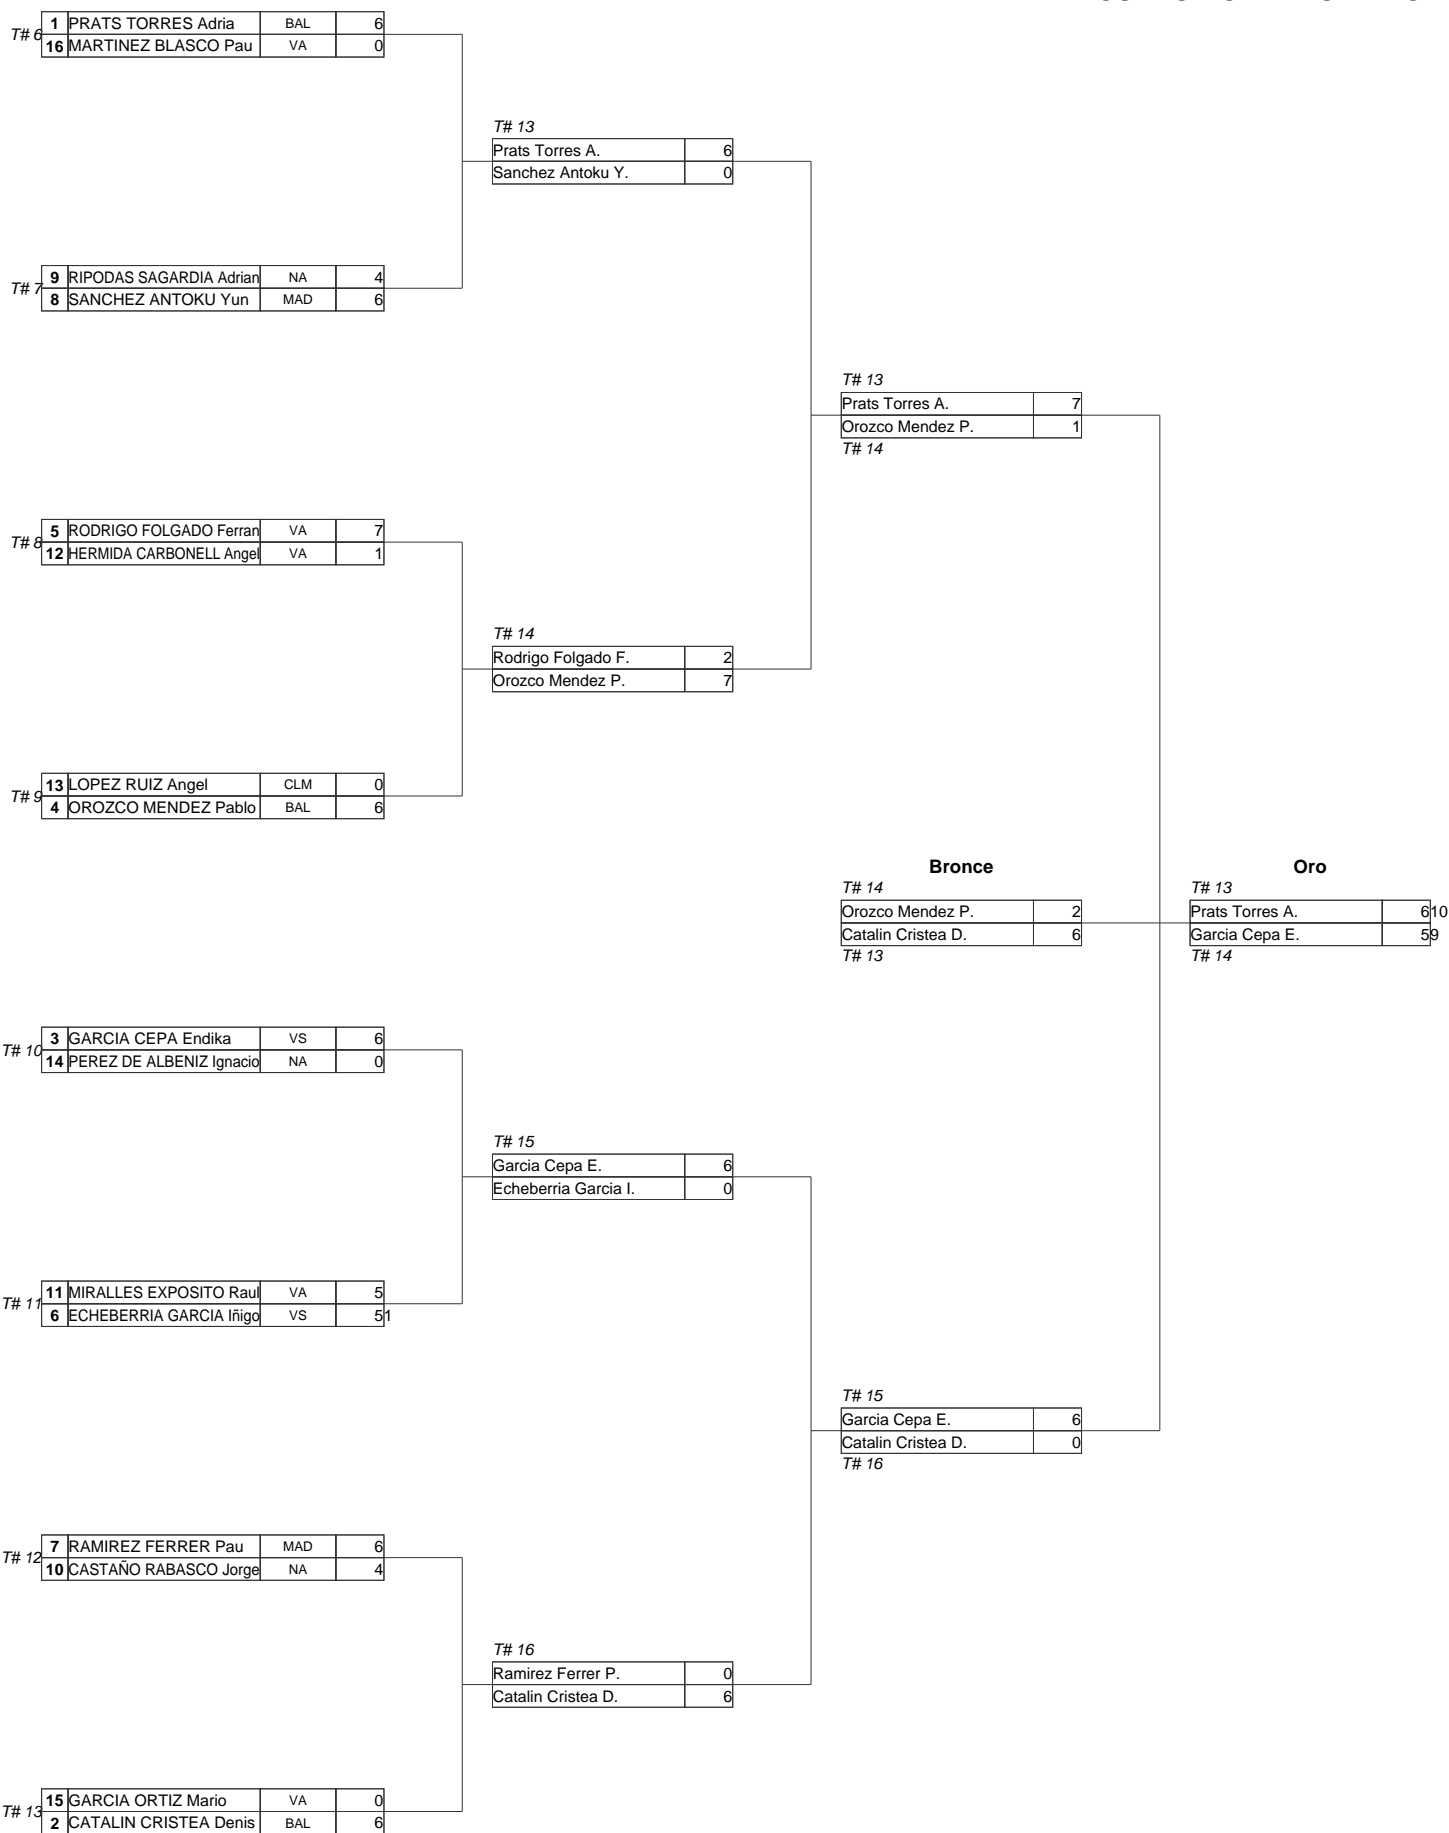 T# 6
1 PRATS TORRES Adria BAL 6
16 MARTINEZ BLASCO Pau VA 0
T# 13
Prats Torres A. 6
Sanchez Antoku Y. 0
T# 7
9 RIPODAS SAGARDIA Adrian NA 4
8 SANCHEZ ANTOKU Yun MAD 6
T# 13
Prats Torres A. 7
Orozco Mendez P. 1
T# 14
T# 8
5 RODRIGO FOLGADO Ferran VA 7
12 HERMIDA CARBONELL Angel VA 1
T# 14
Rodrigo Folgado F. 2
Orozco Mendez P. 7
T# 9
13 LOPEZ RUIZ Angel CLM 0
4 OROZCO MENDEZ Pablo BAL 6
Bronce
T# 14
Orozco Mendez P. 2
Catalin Cristea D. 6
T# 13
Oro
T# 13
Prats Torres A. 6 10
Garcia Cepa E. 5 9
T# 14
T# 10
3 GARCIA CEPA Endika VS 6
14 PEREZ DE ALBENIZ Ignacio NA 0
T# 15
Garcia Cepa E. 6
Echeberria Garcia I. 0
T# 11
11 MIRALLES EXPOSITO Raul VA 5
6 ECHEBERRIA GARCIA Iñigo VS 5 1
T# 15
Garcia Cepa E. 6
Catalin Cristea D. 0
T# 16
T# 12
7 RAMIREZ FERRER Pau MAD 6
10 CASTAÑO RABASCO Jorge NA 4
T# 16
Ramirez Ferrer P. 0
Catalin Cristea D. 6
T# 13
15 GARCIA ORTIZ Mario VA 0
2 CATALIN CRISTEA Denis BAL 6